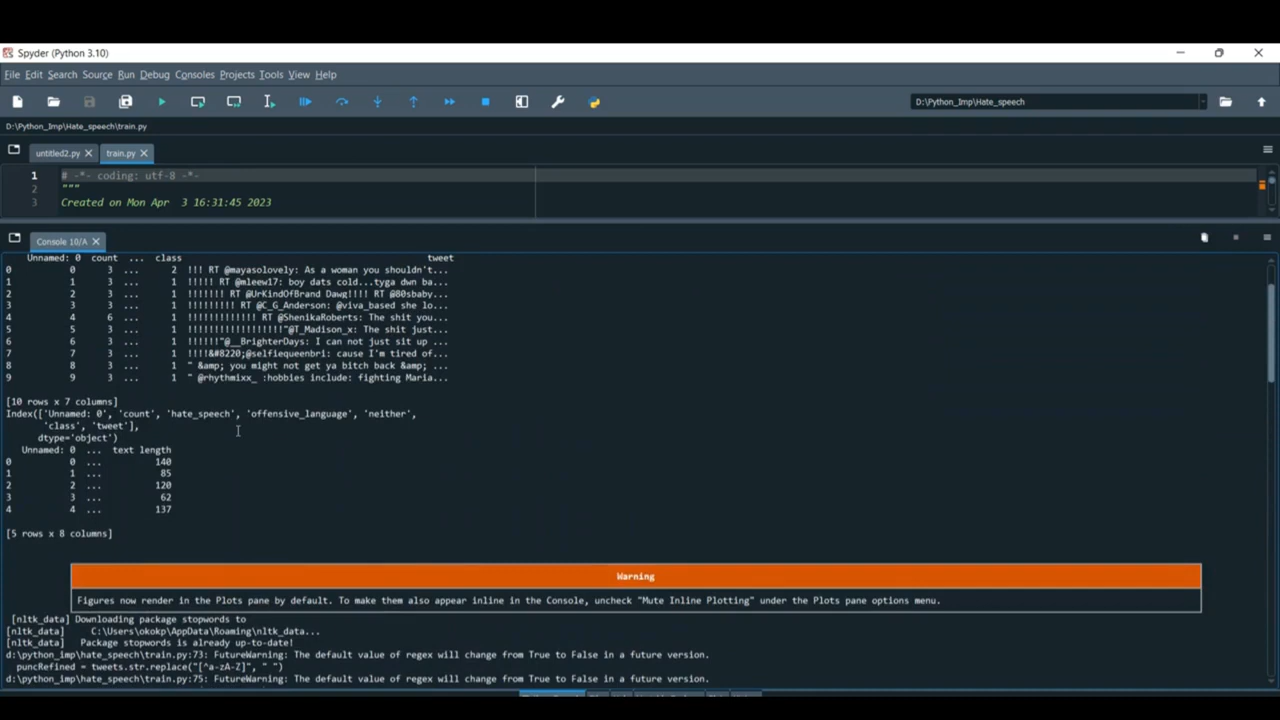 Spyder (Python 3.10)
File Edit Search Source Run Debug Consoles Projects Tools View Help
D:\Python_Imp\Hate_speech
D:\Python_Imp\Hate_speech\train.py
untitled2.py train.py
1 # -*- coding: utf-8 -*-
2 """
3 Created on Mon Apr  3 16:31:45 2023
Console 10/A
Unnamed: 0 count ... class tweet
0 0 3 ... 2 !!! RT @mayasolovely: As a woman you shouldn't...
1 1 3 ... 1 !!!!! RT @mleew17: boy dats cold...tyga dwn ba...
2 2 3 ... 1 !!!!!!! RT @UrKindOfBrand Dawg!!!! RT @80sbaby...
3 3 3 ... 1 !!!!!!!!! RT @C_G_Anderson: @viva_based she lo...
4 4 6 ... 1 !!!!!!!!!!!!! RT @ShenikaRoberts: The shit you...
5 5 3 ... 1 !!!!!!!!!!!!!!!!!!"@T_Madison_x: The shit just...
6 6 3 ... 1 !!!!!!"@__BrighterDays: I can not just sit up ...
7 7 3 ... 1 !!!!&#8220;@selfiequeenbri: cause I'm tired of...
8 8 3 ... 1 " &amp; you might not get ya bitch back &amp; ...
9 9 3 ... 1 " @rhythmixx_ :hobbies include: fighting Maria...
[10 rows x 7 columns]
Index(['Unnamed: 0', 'count', 'hate_speech', 'offensive_language', 'neither',
'class', 'tweet'],
dtype='object')
Unnamed: 0 ... text length
0 0 ... 140
1 1 ... 85
2 2 ... 120
3 3 ... 62
4 4 ... 137
[5 rows x 8 columns]
Warning
Figures now render in the Plots pane by default. To make them also appear inline in the Console, uncheck "Mute Inline Plotting" under the Plots pane options menu.
[nltk_data] Downloading package stopwords to
[nltk_data] C:\Users\okokp\AppData\Roaming\nltk_data...
[nltk_data] Package stopwords is already up-to-date!
d:\python_imp\hate_speech\train.py:73: FutureWarning: The default value of regex will change from True to False in a future version.
puncRefined = tweets.str.replace("[^a-zA-Z]", " ")
d:\python_imp\hate_speech\train.py:75: FutureWarning: The default value of regex will change from True to False in a future version.